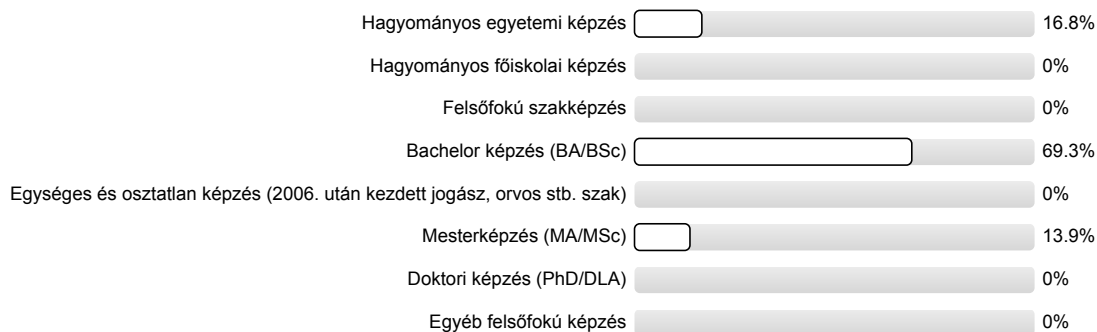 Hagyományos egyetemi képzés 16.8%
Hagyományos főiskolai képzés 0%
Felsőfokú szakképzés 0%
Bachelor képzés (BA/BSc) 69.3%
Egységes és osztatlan képzés (2006. után kezdett jogász, orvos stb. szak) 0%
Mesterképzés (MA/MSc) 13.9%
Doktori képzés (PhD/DLA) 0%
Egyéb felsőfokú képzés 0%